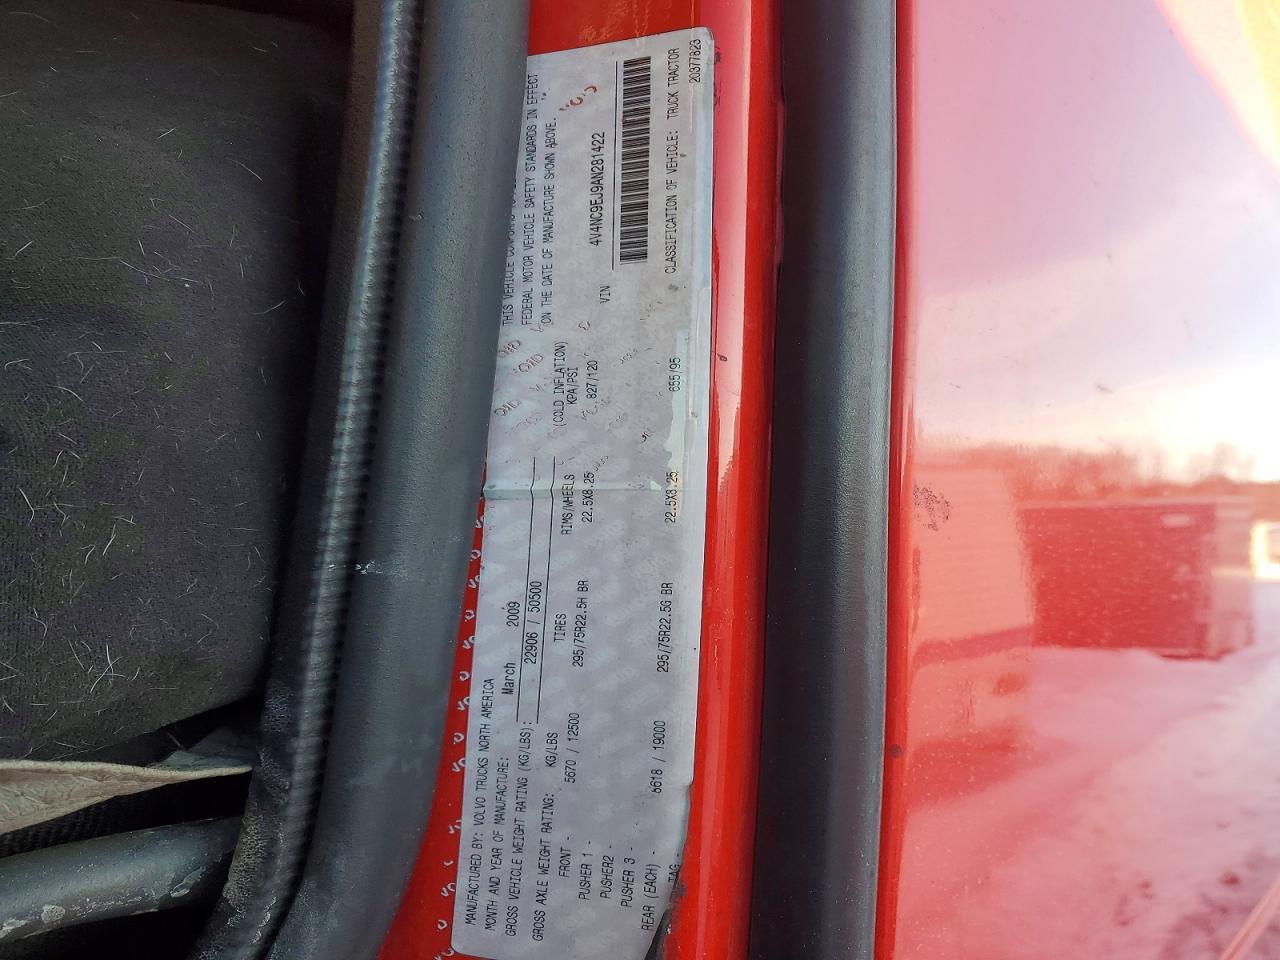 MANUFACTURED BY: VOLVO TRUCKS NORTH AMERICA
MONTH AND YEAR OF MANUFACTURE: March 2009
GROSS VEHICLE WEIGHT RATING (KG/LBS): 22906 / 50500
GROSS AXLE WEIGHT RATING: KG/LBS TIRES RIMS/WHEELS (COLD INFLATION) KPA/PSI
FRONT - 5670 / 12500 295/75R22.5H BR 22.5X8.25 827/120
PUSHER 1 -
PUSHER2 -
PUSHER 3 -
REAR (EACH) - 8618 / 19000 295/75R22.5G BR 22.5X8.25 655/95
TAG -
THIS VEHICLE CONFORMS
FEDERAL MOTOR VEHICLE SAFETY STANDARDS IN EFFECT
ON THE DATE OF MANUFACTURE SHOWN ABOVE.
VIN 4V4NC9EJ9AN281422
CLASSIFICATION OF VEHICLE: TRUCK TRACTOR
20377823